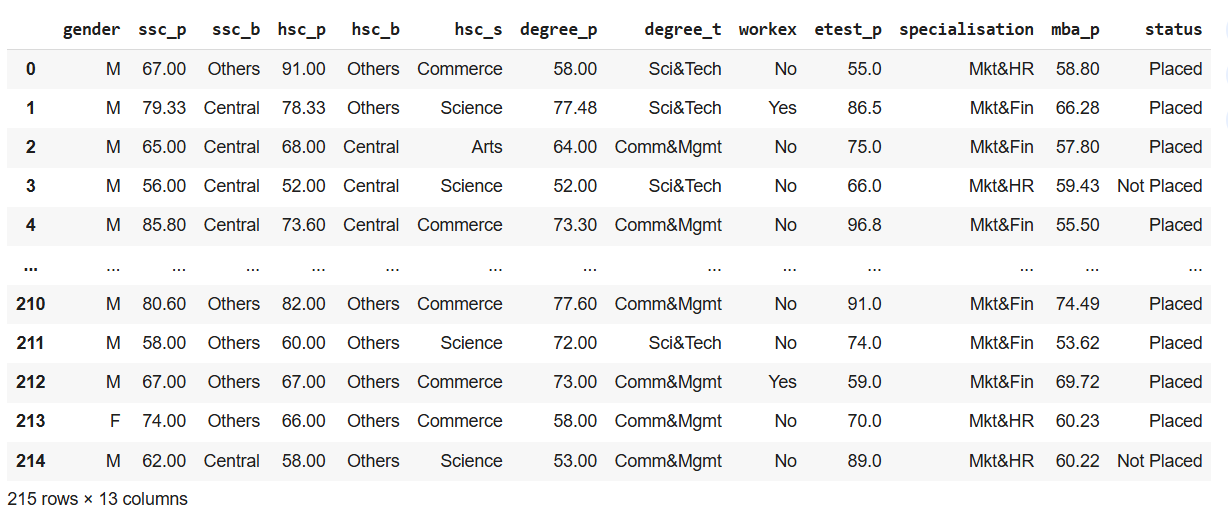 gender ssc_p ssc_b hsc_p hsc_b hsc_s degree_p degree_t workex etest_p specialisation mba_p status
0 M 67.00 Others 91.00 Others Commerce 58.00 Sci&Tech No 55.0 Mkt&HR 58.80 Placed
1 M 79.33 Central 78.33 Others Science 77.48 Sci&Tech Yes 86.5 Mkt&Fin 66.28 Placed
2 M 65.00 Central 68.00 Central Arts 64.00 Comm&Mgmt No 75.0 Mkt&Fin 57.80 Placed
3 M 56.00 Central 52.00 Central Science 52.00 Sci&Tech No 66.0 Mkt&HR 59.43 Not Placed
4 M 85.80 Central 73.60 Central Commerce 73.30 Comm&Mgmt No 96.8 Mkt&Fin 55.50 Placed
... ... ... ... ... ... ... ... ... ... ... ... ... ...
210 M 80.60 Others 82.00 Others Commerce 77.60 Comm&Mgmt No 91.0 Mkt&Fin 74.49 Placed
211 M 58.00 Others 60.00 Others Science 72.00 Sci&Tech No 74.0 Mkt&Fin 53.62 Placed
212 M 67.00 Others 67.00 Others Commerce 73.00 Comm&Mgmt Yes 59.0 Mkt&Fin 69.72 Placed
213 F 74.00 Others 66.00 Others Commerce 58.00 Comm&Mgmt No 70.0 Mkt&HR 60.23 Placed
214 M 62.00 Central 58.00 Others Science 53.00 Comm&Mgmt No 89.0 Mkt&HR 60.22 Not Placed
215 rows × 13 columns